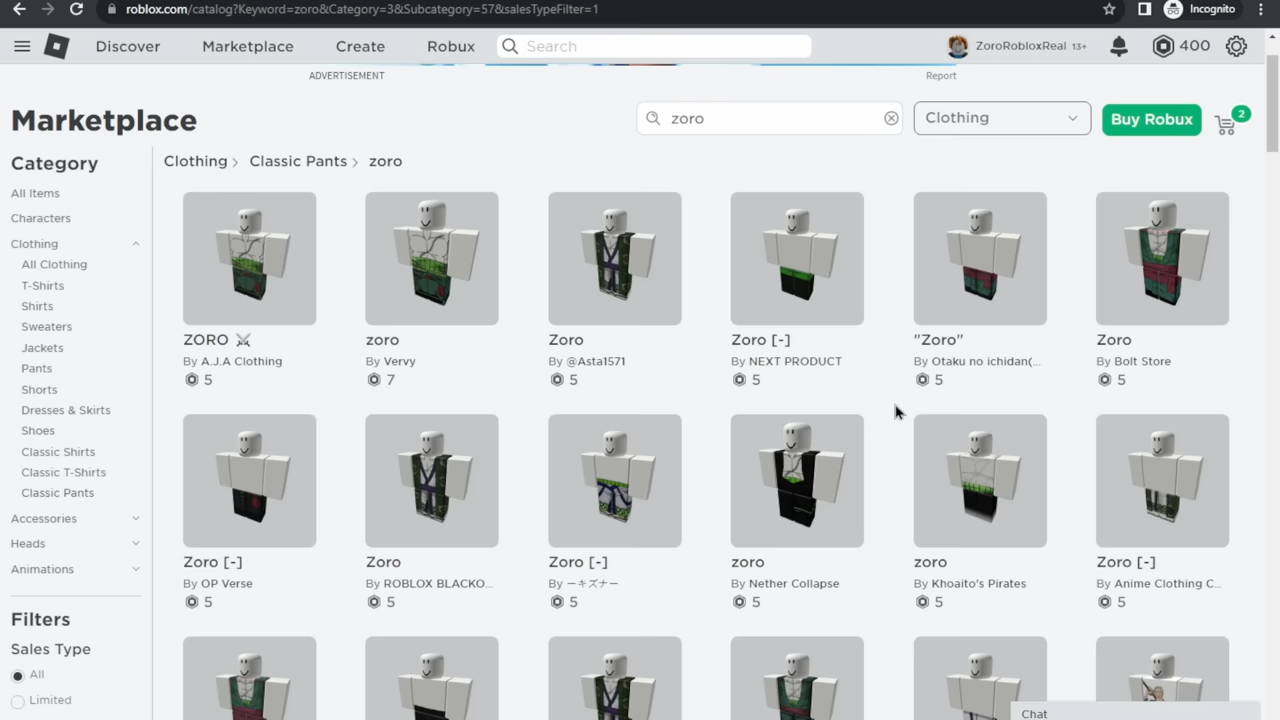 roblox.com/catalog?Keyword=zoro&Category=3&Subcategory=57&salesTypeFilter=1
Incognito
Discover
Marketplace
Create
Robux
Search
ZoroRobloxReal 13+
400
ADVERTISEMENT
Report
Marketplace
zoro
Clothing
Buy Robux
2
Category
All Items
Characters
Clothing
All Clothing
T-Shirts
Shirts
Sweaters
Jackets
Pants
Shorts
Dresses & Skirts
Shoes
Classic Shirts
Classic T-Shirts
Classic Pants
Accessories
Heads
Animations
Filters
Sales Type
All
Limited
Clothing > Classic Pants > zoro
ZORO ⚔
By A.J.A Clothing
5
zoro
By Vervy
7
Zoro
By @Asta1571
5
Zoro [-]
By NEXT PRODUCT
5
"Zoro"
By Otaku no ichidan(...
5
Zoro
By Bolt Store
5
Zoro [-]
By OP Verse
5
Zoro
By ROBLOX BLACKO...
5
Zoro [-]
By ーキズナー
5
zoro
By Nether Collapse
5
zoro
By Khoaito's Pirates
5
Zoro [-]
By Anime Clothing C...
5
Chat